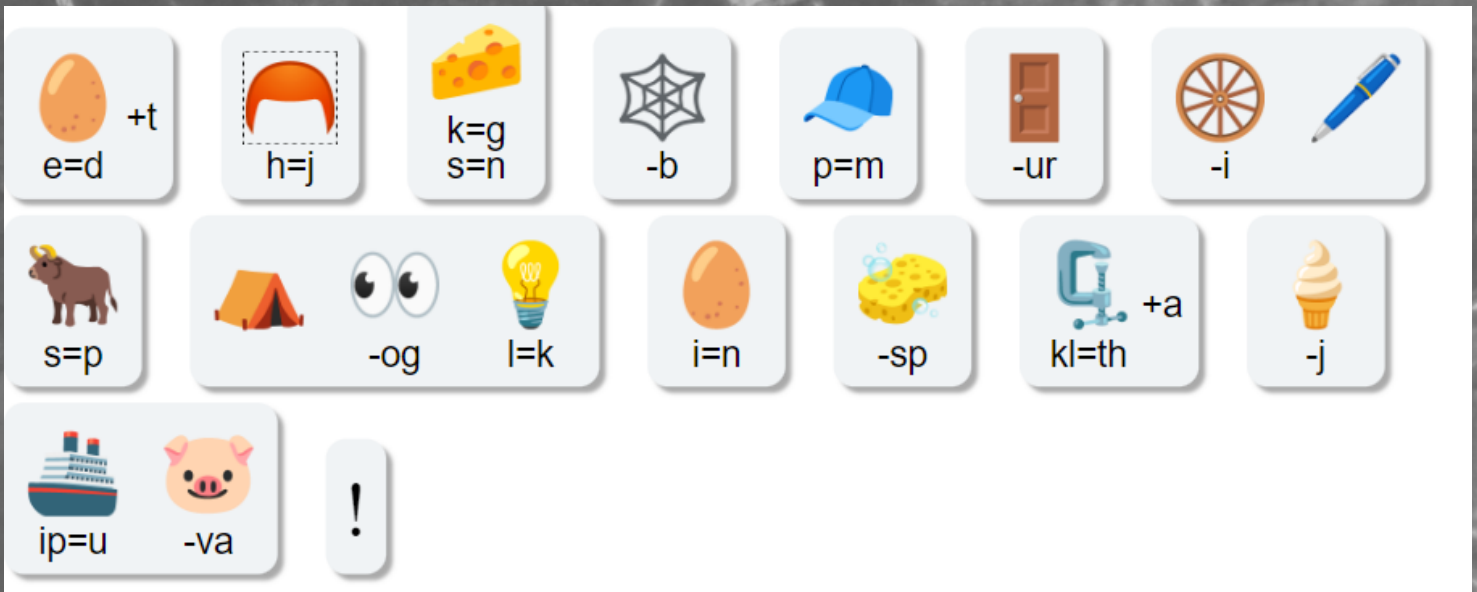 +t
e=d
h=j
k=g
s=n
-b
p=m
-ur
-i
s=p
-og
l=k
i=n
-sp
+a
kl=th
-j
ip=u
-va
!